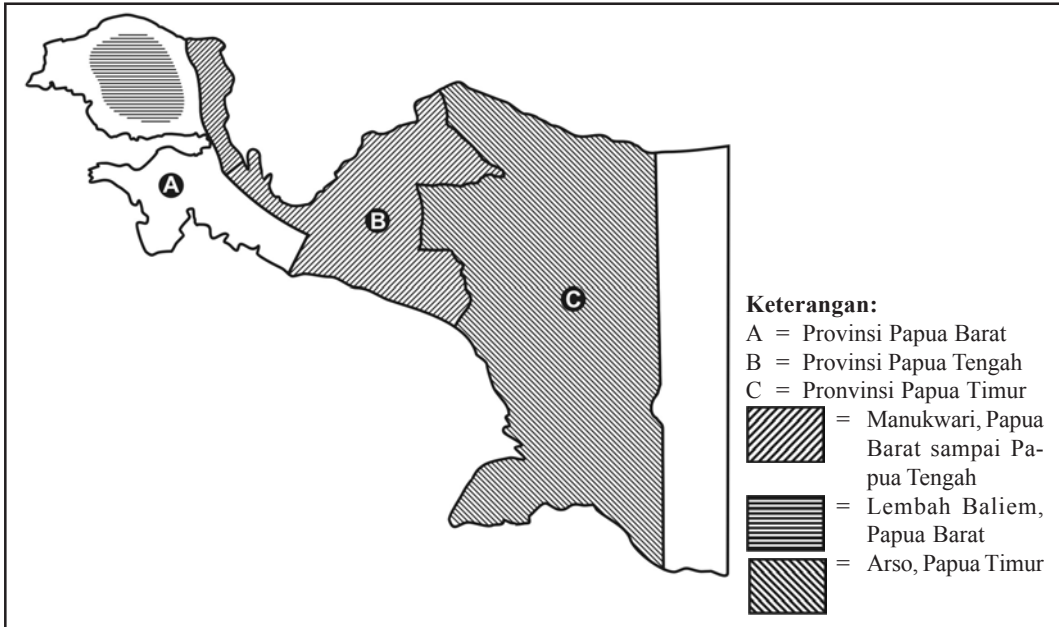 A
B
C
Keterangan:
A = Provinsi Papua Barat
B = Provinsi Papua Tengah
C = Pronvinsi Papua Timur
= Manukwari, Papua
Barat sampai Pa-
pua Tengah
= Lembah Baliem,
Papua Barat
= Arso, Papua Timur